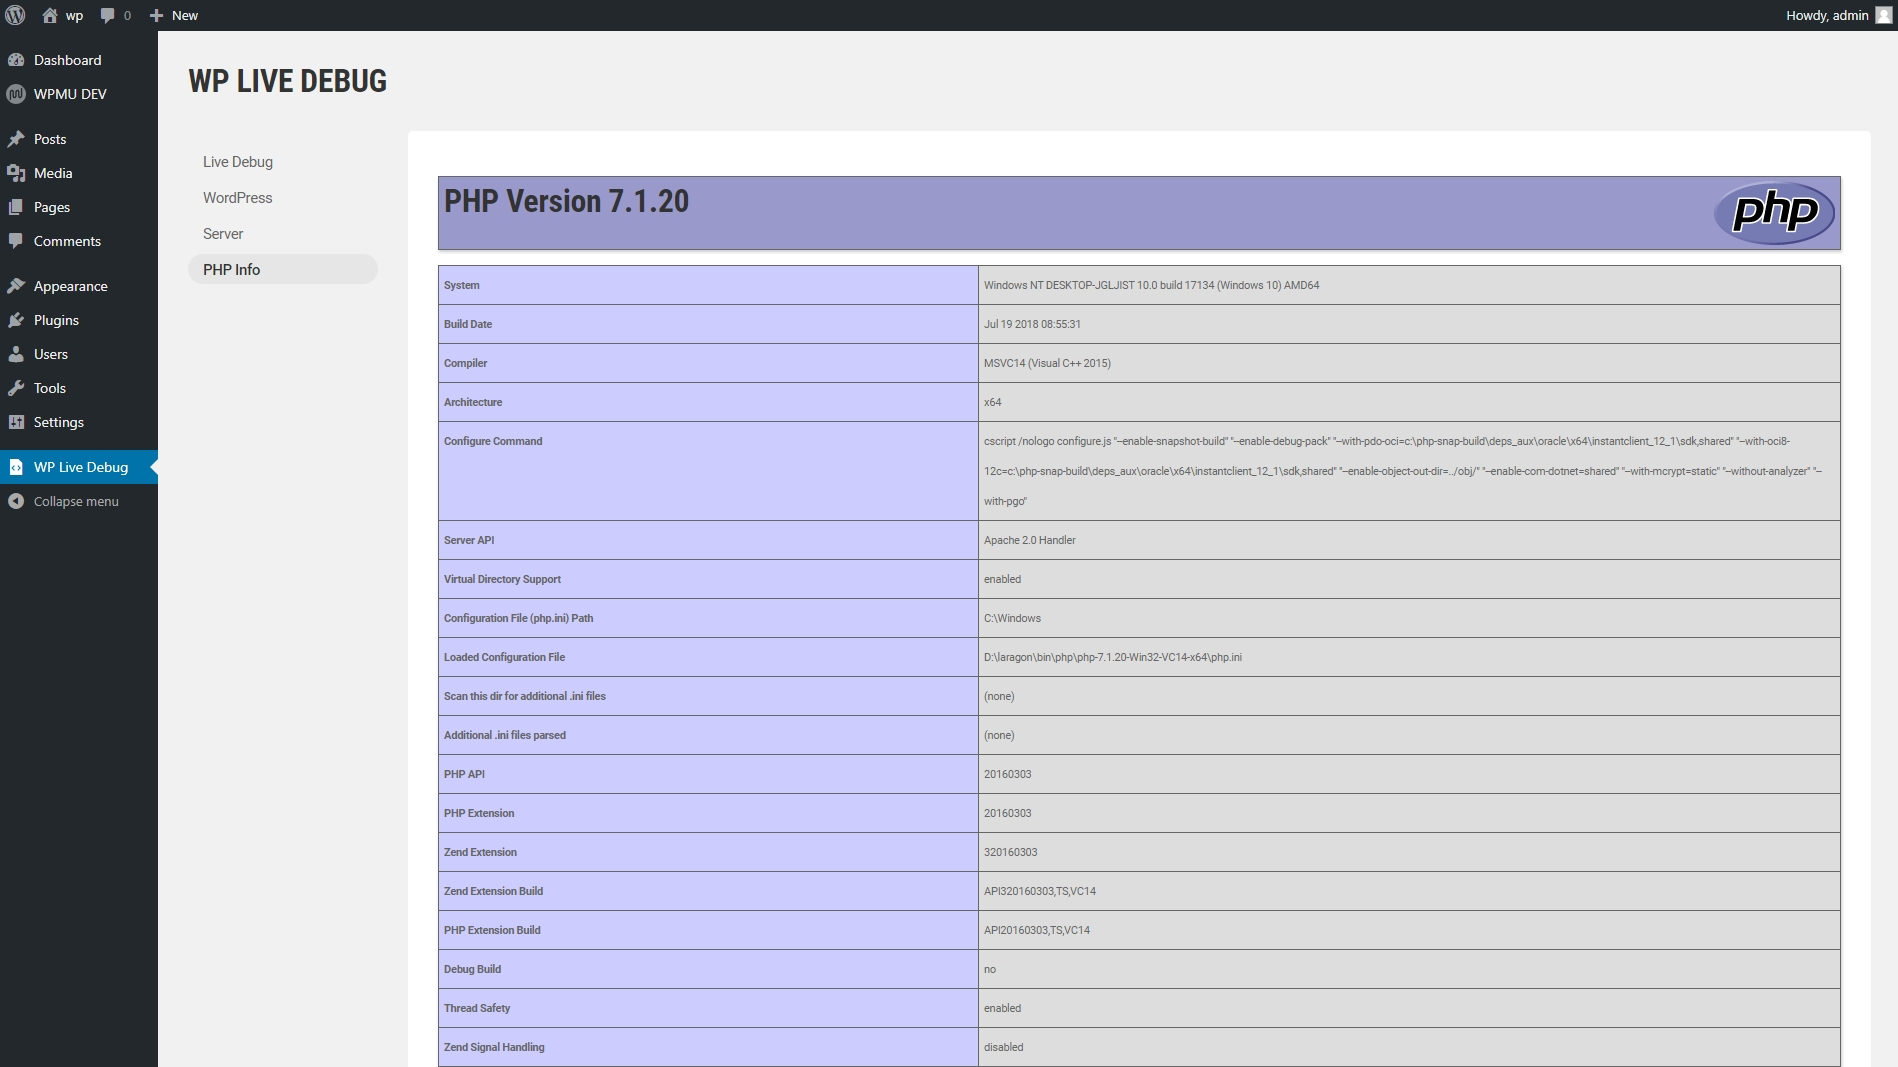 wp
0
New
Howdy, admin
Dashboard
WPMU DEV
Posts
Media
Pages
Comments
Appearance
Plugins
Users
Tools
Settings
WP Live Debug
Collapse menu
WP LIVE DEBUG
Live Debug
WordPress
Server
PHP Info
PHP Version 7.1.20
php
System
Windows NT DESKTOP-JGLJIST 10.0 build 17134 (Windows 10) AMD64
Build Date
Jul 19 2018 08:55:31
Compiler
MSVC14 (Visual C++ 2015)
Architecture
x64
Configure Command
cscript /nologo configure.js "--enable-snapshot-build" "--enable-debug-pack" "--with-pdo-oci=c:\php-snap-build\deps_aux\oracle\x64\instantclient_12_1\sdk,shared" "--with-oci8-
12c=c:\php-snap-build\deps_aux\oracle\x64\instantclient_12_1\sdk,shared" "--enable-object-out-dir=../obj/" "--enable-com-dotnet=shared" "--with-mcrypt=static" "--without-analyzer" "--
with-pgo"
Server API
Apache 2.0 Handler
Virtual Directory Support
enabled
Configuration File (php.ini) Path
C:\Windows
Loaded Configuration File
D:\laragon\bin\php\php-7.1.20-Win32-VC14-x64\php.ini
Scan this dir for additional .ini files
(none)
Additional .ini files parsed
(none)
PHP API
20160303
PHP Extension
20160303
Zend Extension
320160303
Zend Extension Build
API320160303,TS,VC14
PHP Extension Build
API20160303,TS,VC14
Debug Build
no
Thread Safety
enabled
Zend Signal Handling
disabled